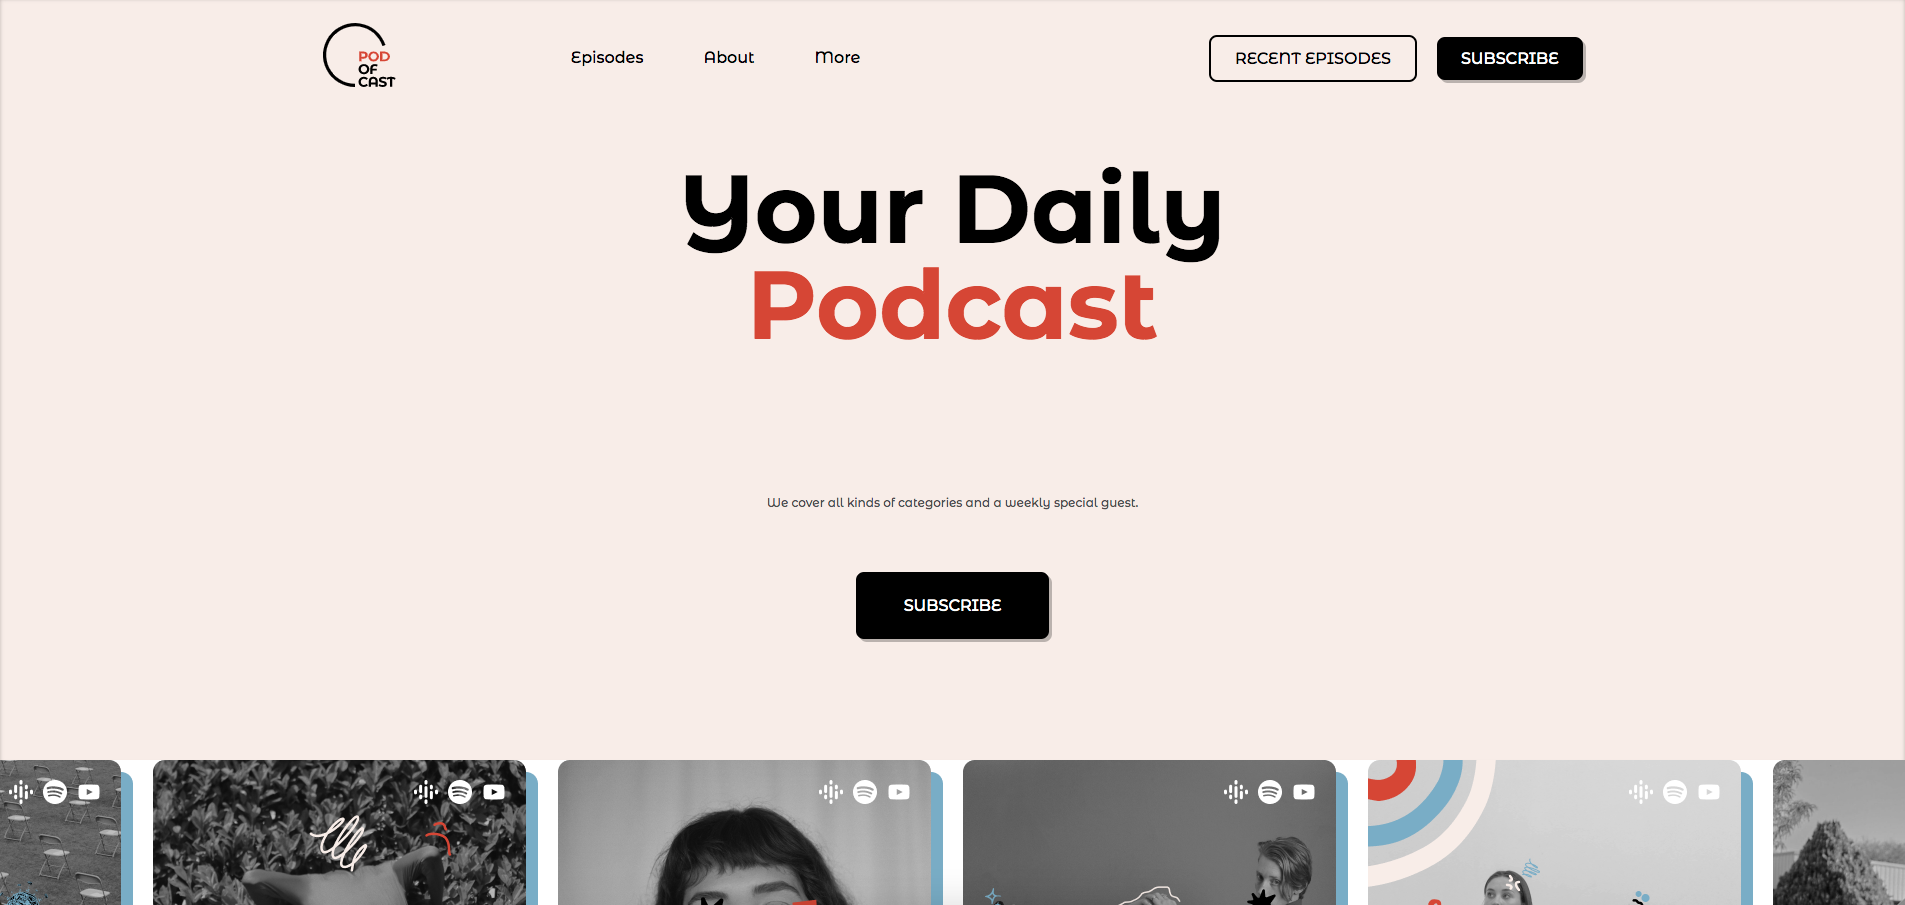 POD
OF
CAST
Episodes
About
More
RECENT EPISODES
SUBSCRIBE
Your Daily
Podcast
We cover all kinds of categories and a weekly special guest.
SUBSCRIBE